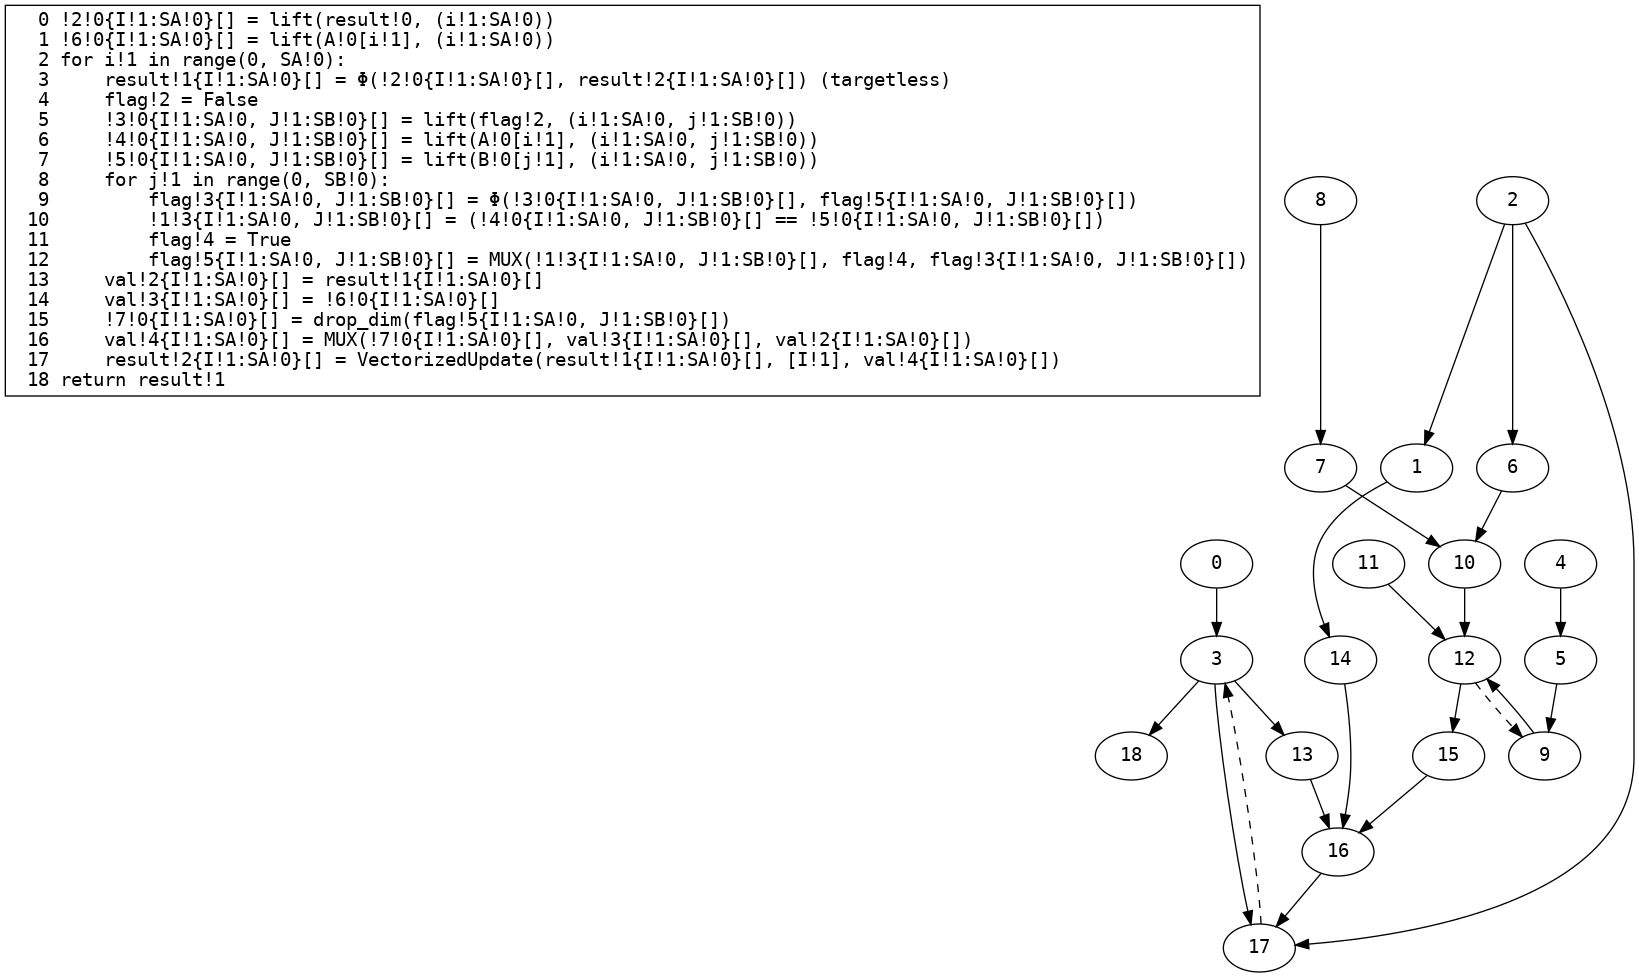 0 !2!0{I!1:SA!0}[] = lift(result!0, (i!1:SA!0))
1 !6!0{I!1:SA!0}[] = lift(A!0[i!1], (i!1:SA!0))
2 for i!1 in range(0, SA!0):
3     result!1{I!1:SA!0}[] = Φ(!2!0{I!1:SA!0}[], result!2{I!1:SA!0}[]) (targetless)
4     flag!2 = False
5     !3!0{I!1:SA!0, J!1:SB!0}[] = lift(flag!2, (i!1:SA!0, j!1:SB!0))
6     !4!0{I!1:SA!0, J!1:SB!0}[] = lift(A!0[i!1], (i!1:SA!0, j!1:SB!0))
7     !5!0{I!1:SA!0, J!1:SB!0}[] = lift(B!0[j!1], (i!1:SA!0, j!1:SB!0))
8     for j!1 in range(0, SB!0):
9         flag!3{I!1:SA!0, J!1:SB!0}[] = Φ(!3!0{I!1:SA!0, J!1:SB!0}[], flag!5{I!1:SA!0, J!1:SB!0}[])
10         !1!3{I!1:SA!0, J!1:SB!0}[] = (!4!0{I!1:SA!0, J!1:SB!0}[] == !5!0{I!1:SA!0, J!1:SB!0}[])
11         flag!4 = True
12         flag!5{I!1:SA!0, J!1:SB!0}[] = MUX(!1!3{I!1:SA!0, J!1:SB!0}[], flag!4, flag!3{I!1:SA!0, J!1:SB!0}[])
13     val!2{I!1:SA!0}[] = result!1{I!1:SA!0}[]
14     val!3{I!1:SA!0}[] = !6!0{I!1:SA!0}[]
15     !7!0{I!1:SA!0}[] = drop_dim(flag!5{I!1:SA!0, J!1:SB!0}[])
16     val!4{I!1:SA!0}[] = MUX(!7!0{I!1:SA!0}[], val!3{I!1:SA!0}[], val!2{I!1:SA!0}[])
17     result!2{I!1:SA!0}[] = VectorizedUpdate(result!1{I!1:SA!0}[], [I!1], val!4{I!1:SA!0}[])
18 return result!1
8
2
7
1
6
0
11
10
4
3
14
12
5
18
13
15
9
16
17